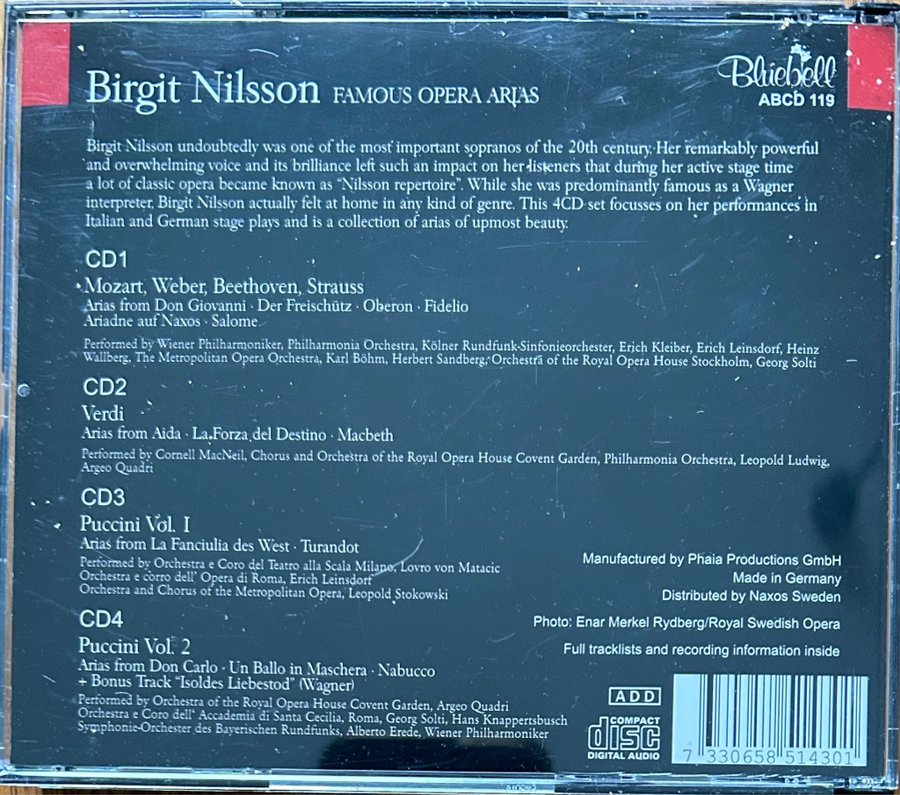 Birgit Nilsson FAMOUS OPERA ARIAS
Bluebell
ABCD 119
Birgit Nilsson undoubtedly was one of the most important sopranos of the 20th century. Her remarkably powerful
and overwhelming voice and its brilliance left such an impact on her listeners that during her active stage time
a lot of classic opera became known as “Nilsson repertoire”. While she was predominantly famous as a Wagner
interpreter, Birgit Nilsson actually felt at home in any kind of genre. This 4CD set focusses on her performances in
Italian and German stage plays and is a collection of arias of upmost beauty.
CD1
Mozart, Weber, Beethoven, Strauss
Arias from Don Giovanni · Der Freischütz · Oberon · Fidelio
Ariadne auf Naxos · Salome
Performed by Wiener Philharmoniker, Philharmonia Orchestra, Kölner Rundfunk-Sinfonieorchester, Erich Kleiber, Erich Leinsdorf, Heinz
Wallberg, The Metropolitan Opera Orchestra, Karl Böhm, Herbert Sandberg, Orchestra of the Royal Opera House Stockholm, Georg Solti
CD2
Verdi
Arias from Aida · La Forza del Destino · Macbeth
Performed by Cornell MacNeil, Chorus and Orchestra of the Royal Opera House Covent Garden, Philharmonia Orchestra, Leopold Ludwig,
Argeo Quadri
CD3
Puccini Vol. 1
Arias from La Fanciulia des West · Turandot
Performed by Orchestra e Coro del Teatro alla Scala Milano, Lovro von Matacic
Orchestra e corro dell' Opera di Roma, Erich Leinsdorf
Orchestra and Chorus of the Metropolitan Opera, Leopold Stokowski
CD4
Puccini Vol. 2
Arias from Don Carlo · Un Ballo in Maschera · Nabucco
+ Bonus Track “Isoldes Liebestod” (Wagner)
Performed by Orchestra of the Royal Opera House Covent Garden, Argeo Quadri
Orchestra e Coro dell' Accademia di Santa Cecilia, Roma, Georg Solti, Hans Knappertsbusch
Symphonie-Orchester des Bayerischen Rundfunks, Alberto Erede, Wiener Philharmoniker
Manufactured by Phaia Productions GmbH
Made in Germany
Distributed by Naxos Sweden
Photo: Enar Merkel Rydberg/Royal Swedish Opera
Full tracklists and recording information inside
ADD
COMPACT
disc
DIGITAL AUDIO
7 330658 514301